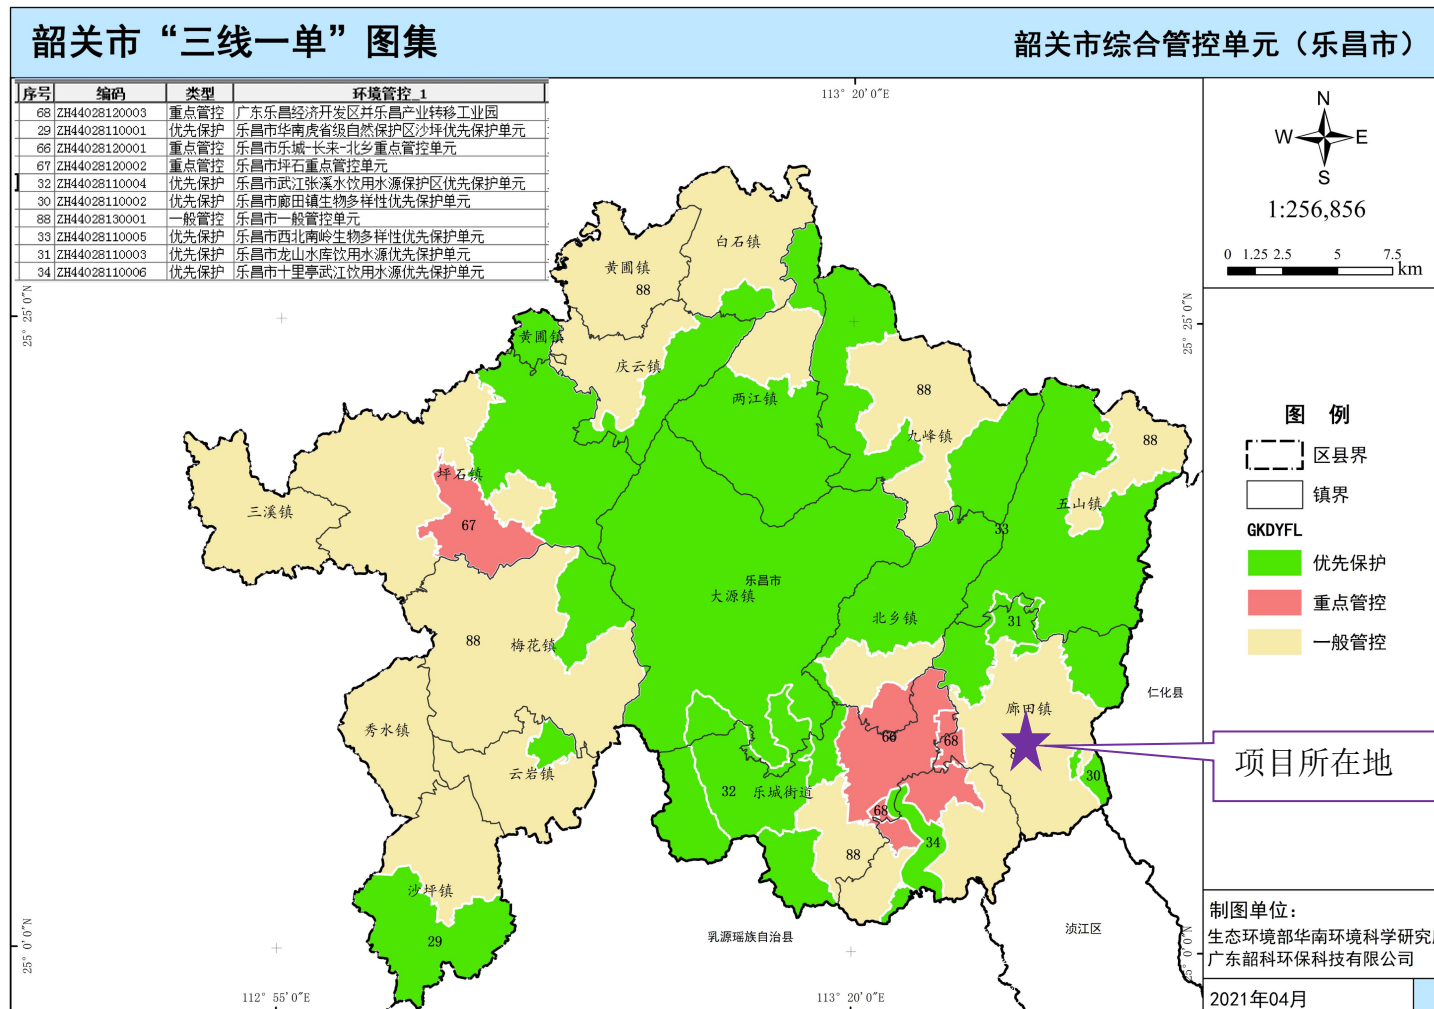 韶关市“三线一单”图集
韶关市综合管控单元（乐昌市）
序号 编码 类型 环境管控_1
68 ZH44028120003 重点管控 广东乐昌经济开发区并乐昌产业转移工业园
29 ZH44028110001 优先保护 乐昌市华南虎省级自然保护区沙坪优先保护单元
66 ZH44028120001 重点管控 乐昌市乐城-长来-北乡重点管控单元
67 ZH44028120002 重点管控 乐昌市坪石重点管控单元
32 ZH44028110004 优先保护 乐昌市武江张溪水饮用水源保护区优先保护单元
30 ZH44028110002 优先保护 乐昌市廊田镇生物多样性优先保护单元
88 ZH44028130001 一般管控 乐昌市一般管控单元
33 ZH44028110005 优先保护 乐昌市西北南岭生物多样性优先保护单元
31 ZH44028110003 优先保护 乐昌市龙山水库饮用水源优先保护单元
34 ZH44028110006 优先保护 乐昌市十里亭武江饮用水源优先保护单元
113° 20′0″E
N
W E
S
1:256,856
0 1.25 2.5 5 7.5 km
25° 25′0″N
25° 25′0″N
白石镇
黄圃镇
88
黄圃镇
庆云镇
两江镇
88
九峰镇
88
五山镇
坪石镇
67
三溪镇
33
乐昌市
大源镇
北乡镇
31
88
梅花镇
仁化县
廊田镇
秀水镇
66
68
8
项目所在地
30
云岩镇
32
乐城街道
68
34
88
沙坪镇
29
乳源瑶族自治县
浈江区
25° 0′0″N
25° 0′0″N
112° 55′0″E
113° 20′0″E
图 例
区县界
镇界
GKDYFL
优先保护
重点管控
一般管控
制图单位：
生态环境部华南环境科学研究
广东韶科环保科技有限公司
2021年04月